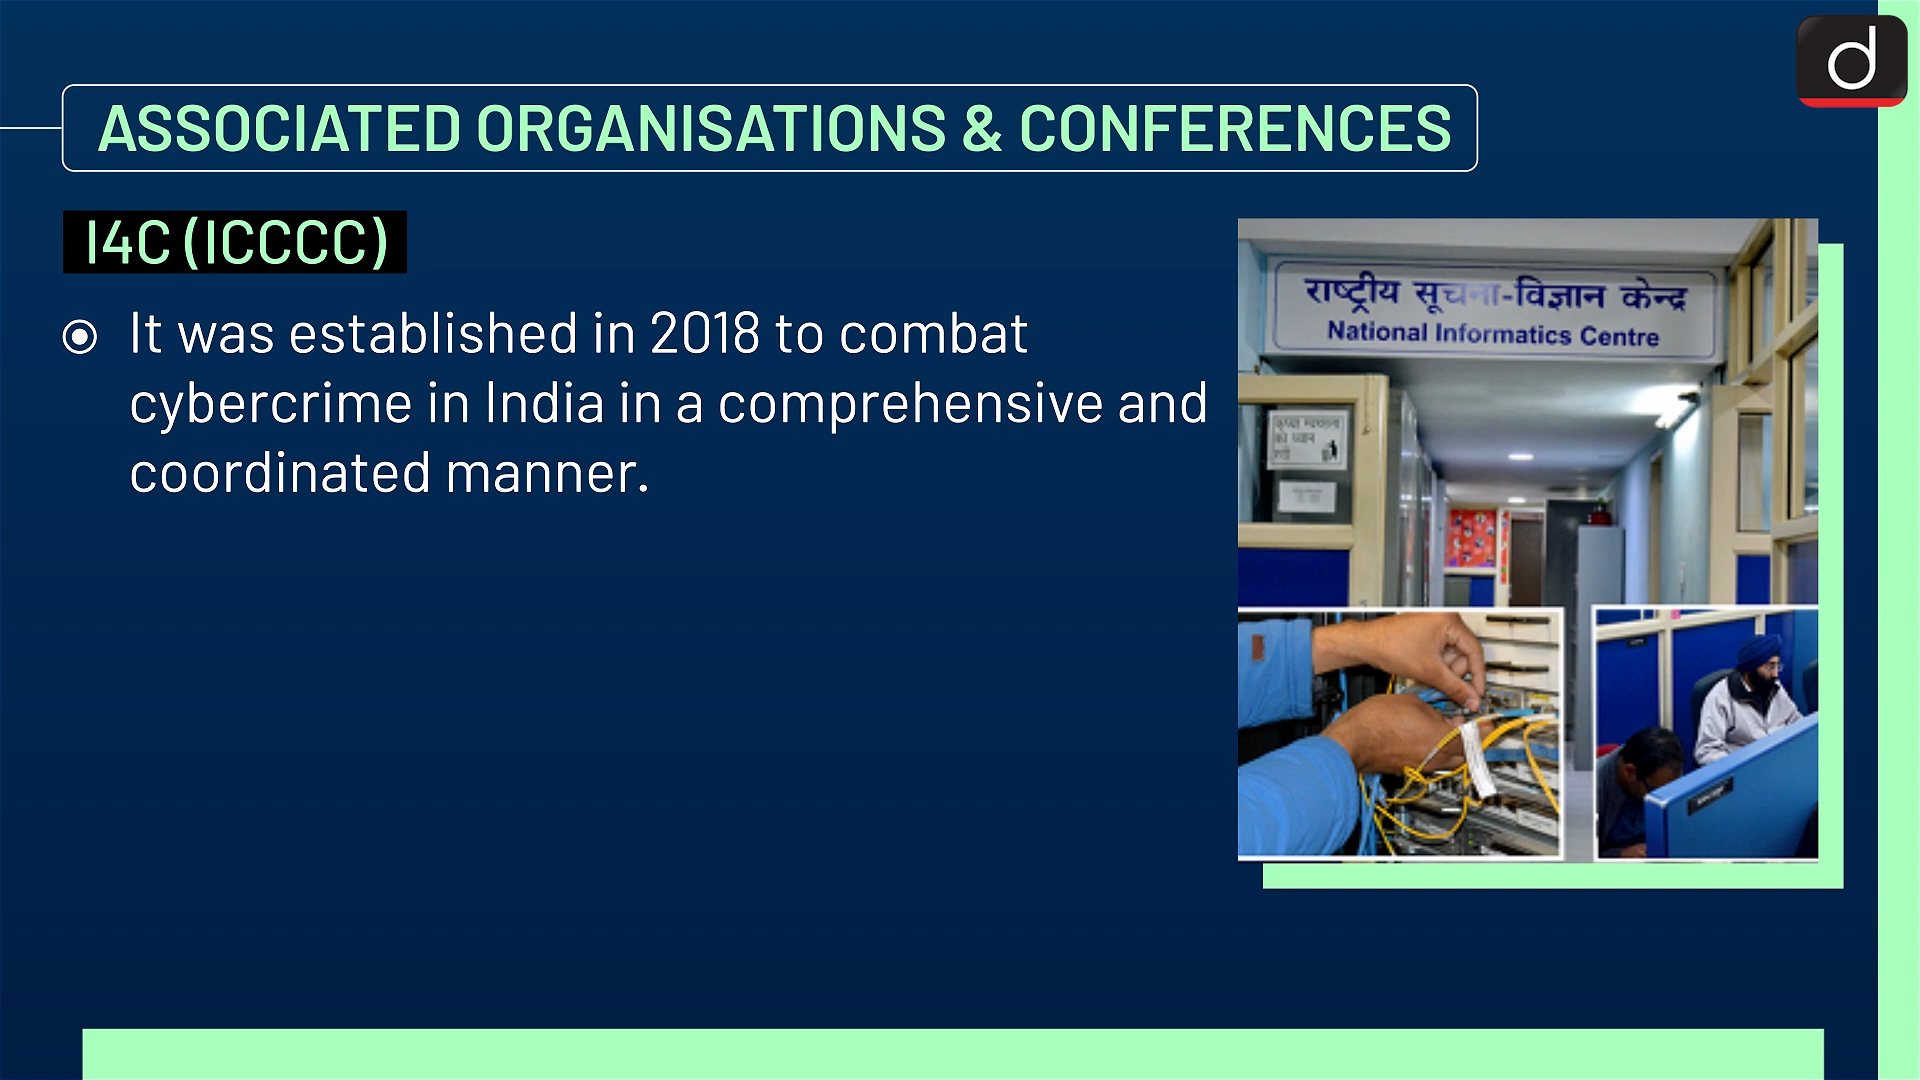 d
ASSOCIATED ORGANISATIONS & CONFERENCES
I4C (ICCCC)
It was established in 2018 to combat
cybercrime in India in a comprehensive and
coordinated manner.
राष्ट्रीय सूचना-विज्ञान केन्द्र
National Informatics Centre